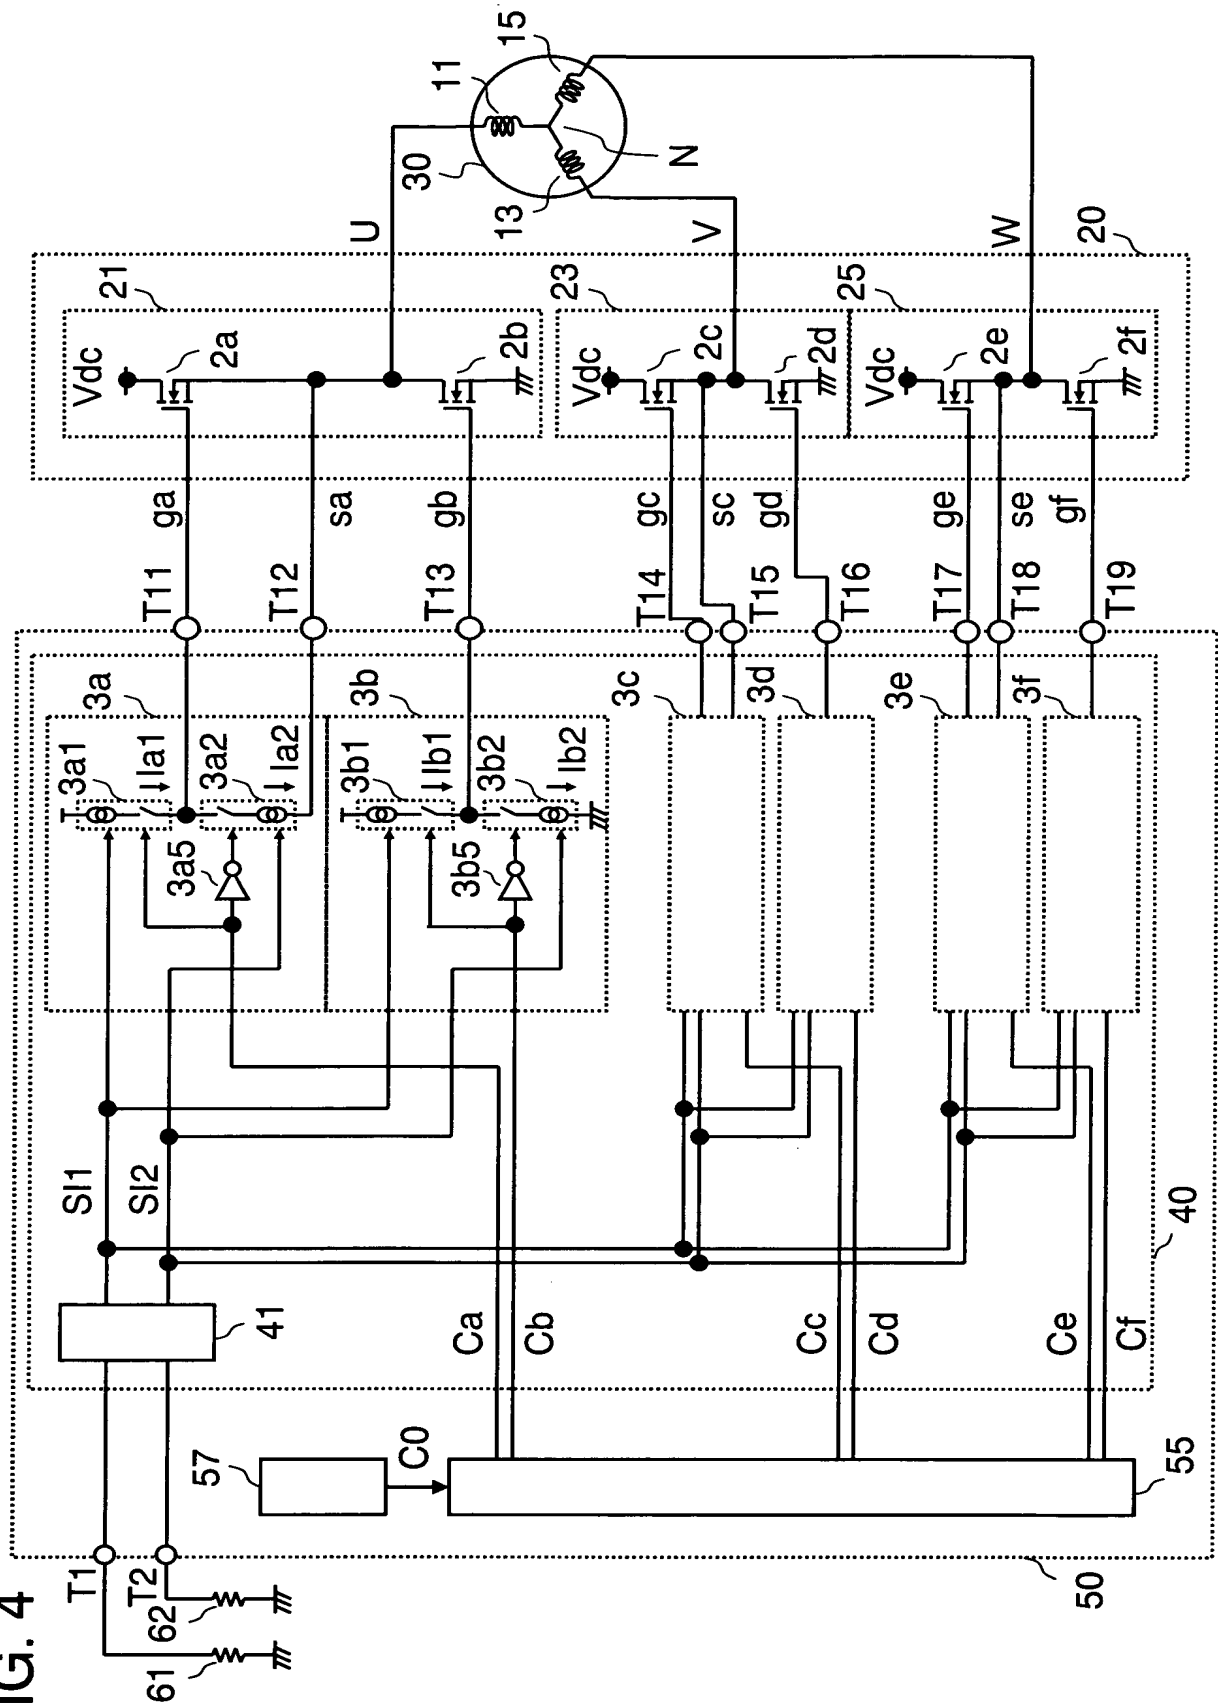 IG. 4
T1
T2
61
62
50
57
C0
55
41
SI1
SI2
Ca
Cb
Cc
Cd
Ce
Cf
40
3a
3a1
Ia1
3a2
Ia2
3a5
3b
3b1
Ib1
3b2
Ib2
3b5
3c
3d
3e
3f
T11
T12
T13
T14
T15
T16
T17
T18
T19
ga
sa
gb
gc
sc
gd
ge
se
gf
21
Vdc
2a
2b
23
Vdc
2c
2d
25
Vdc
2e
2f
20
U
V
W
30
11
13
15
N